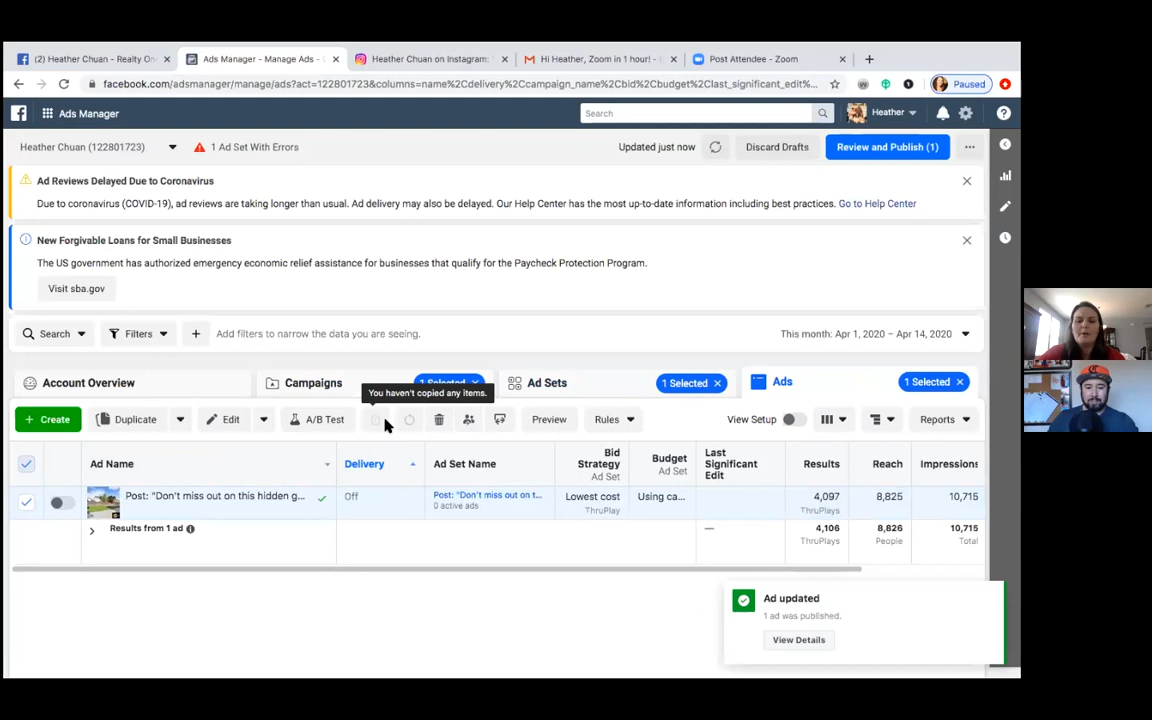 (2) Heather Chuan - Realty On
Ads Manager - Manage Ads -
Heather Chuan on Instagram:
Hi Heather, Zoom in 1 hour! -
Post Attendee - Zoom
facebook.com/adsmanager/manage/ads?act=122801723&columns=name%2Cdelivery%2Ccampaign_name%2Cbid%2Cbudget%2Clast_significant_edit%...
Paused
Ads Manager
Search
Heather
Heather Chuan (122801723)
1 Ad Set With Errors
Updated just now
Discard Drafts
Review and Publish (1)
Ad Reviews Delayed Due to Coronavirus
Due to coronavirus (COVID-19), ad reviews are taking longer than usual. Ad delivery may also be delayed. Our Help Center has the most up-to-date information including best practices. Go to Help Center
New Forgivable Loans for Small Businesses
The US government has authorized emergency economic relief assistance for businesses that qualify for the Paycheck Protection Program.
Visit sba.gov
Search
Filters
Add filters to narrow the data you are seeing.
This month: Apr 1, 2020 – Apr 14, 2020
Account Overview
Campaigns
1 Selected
Ad Sets
1 Selected
Ads
1 Selected
You haven't copied any items.
+ Create
Duplicate
Edit
A/B Test
Preview
Rules
View Setup
Reports
Ad Name
Delivery
Ad Set Name
Bid
Strategy
Ad Set
Budget
Ad Set
Last
Significant
Edit
Results
Reach
Impressions
Post: "Don't miss out on this hidden g...
Off
Post: "Don't miss out on t...
0 active ads
Lowest cost
ThruPlay
Using ca...
4,097
ThruPlays
8,825
10,715
Results from 1 ad
—
4,106
ThruPlays
8,826
People
10,715
Total
Ad updated
1 ad was published.
View Details